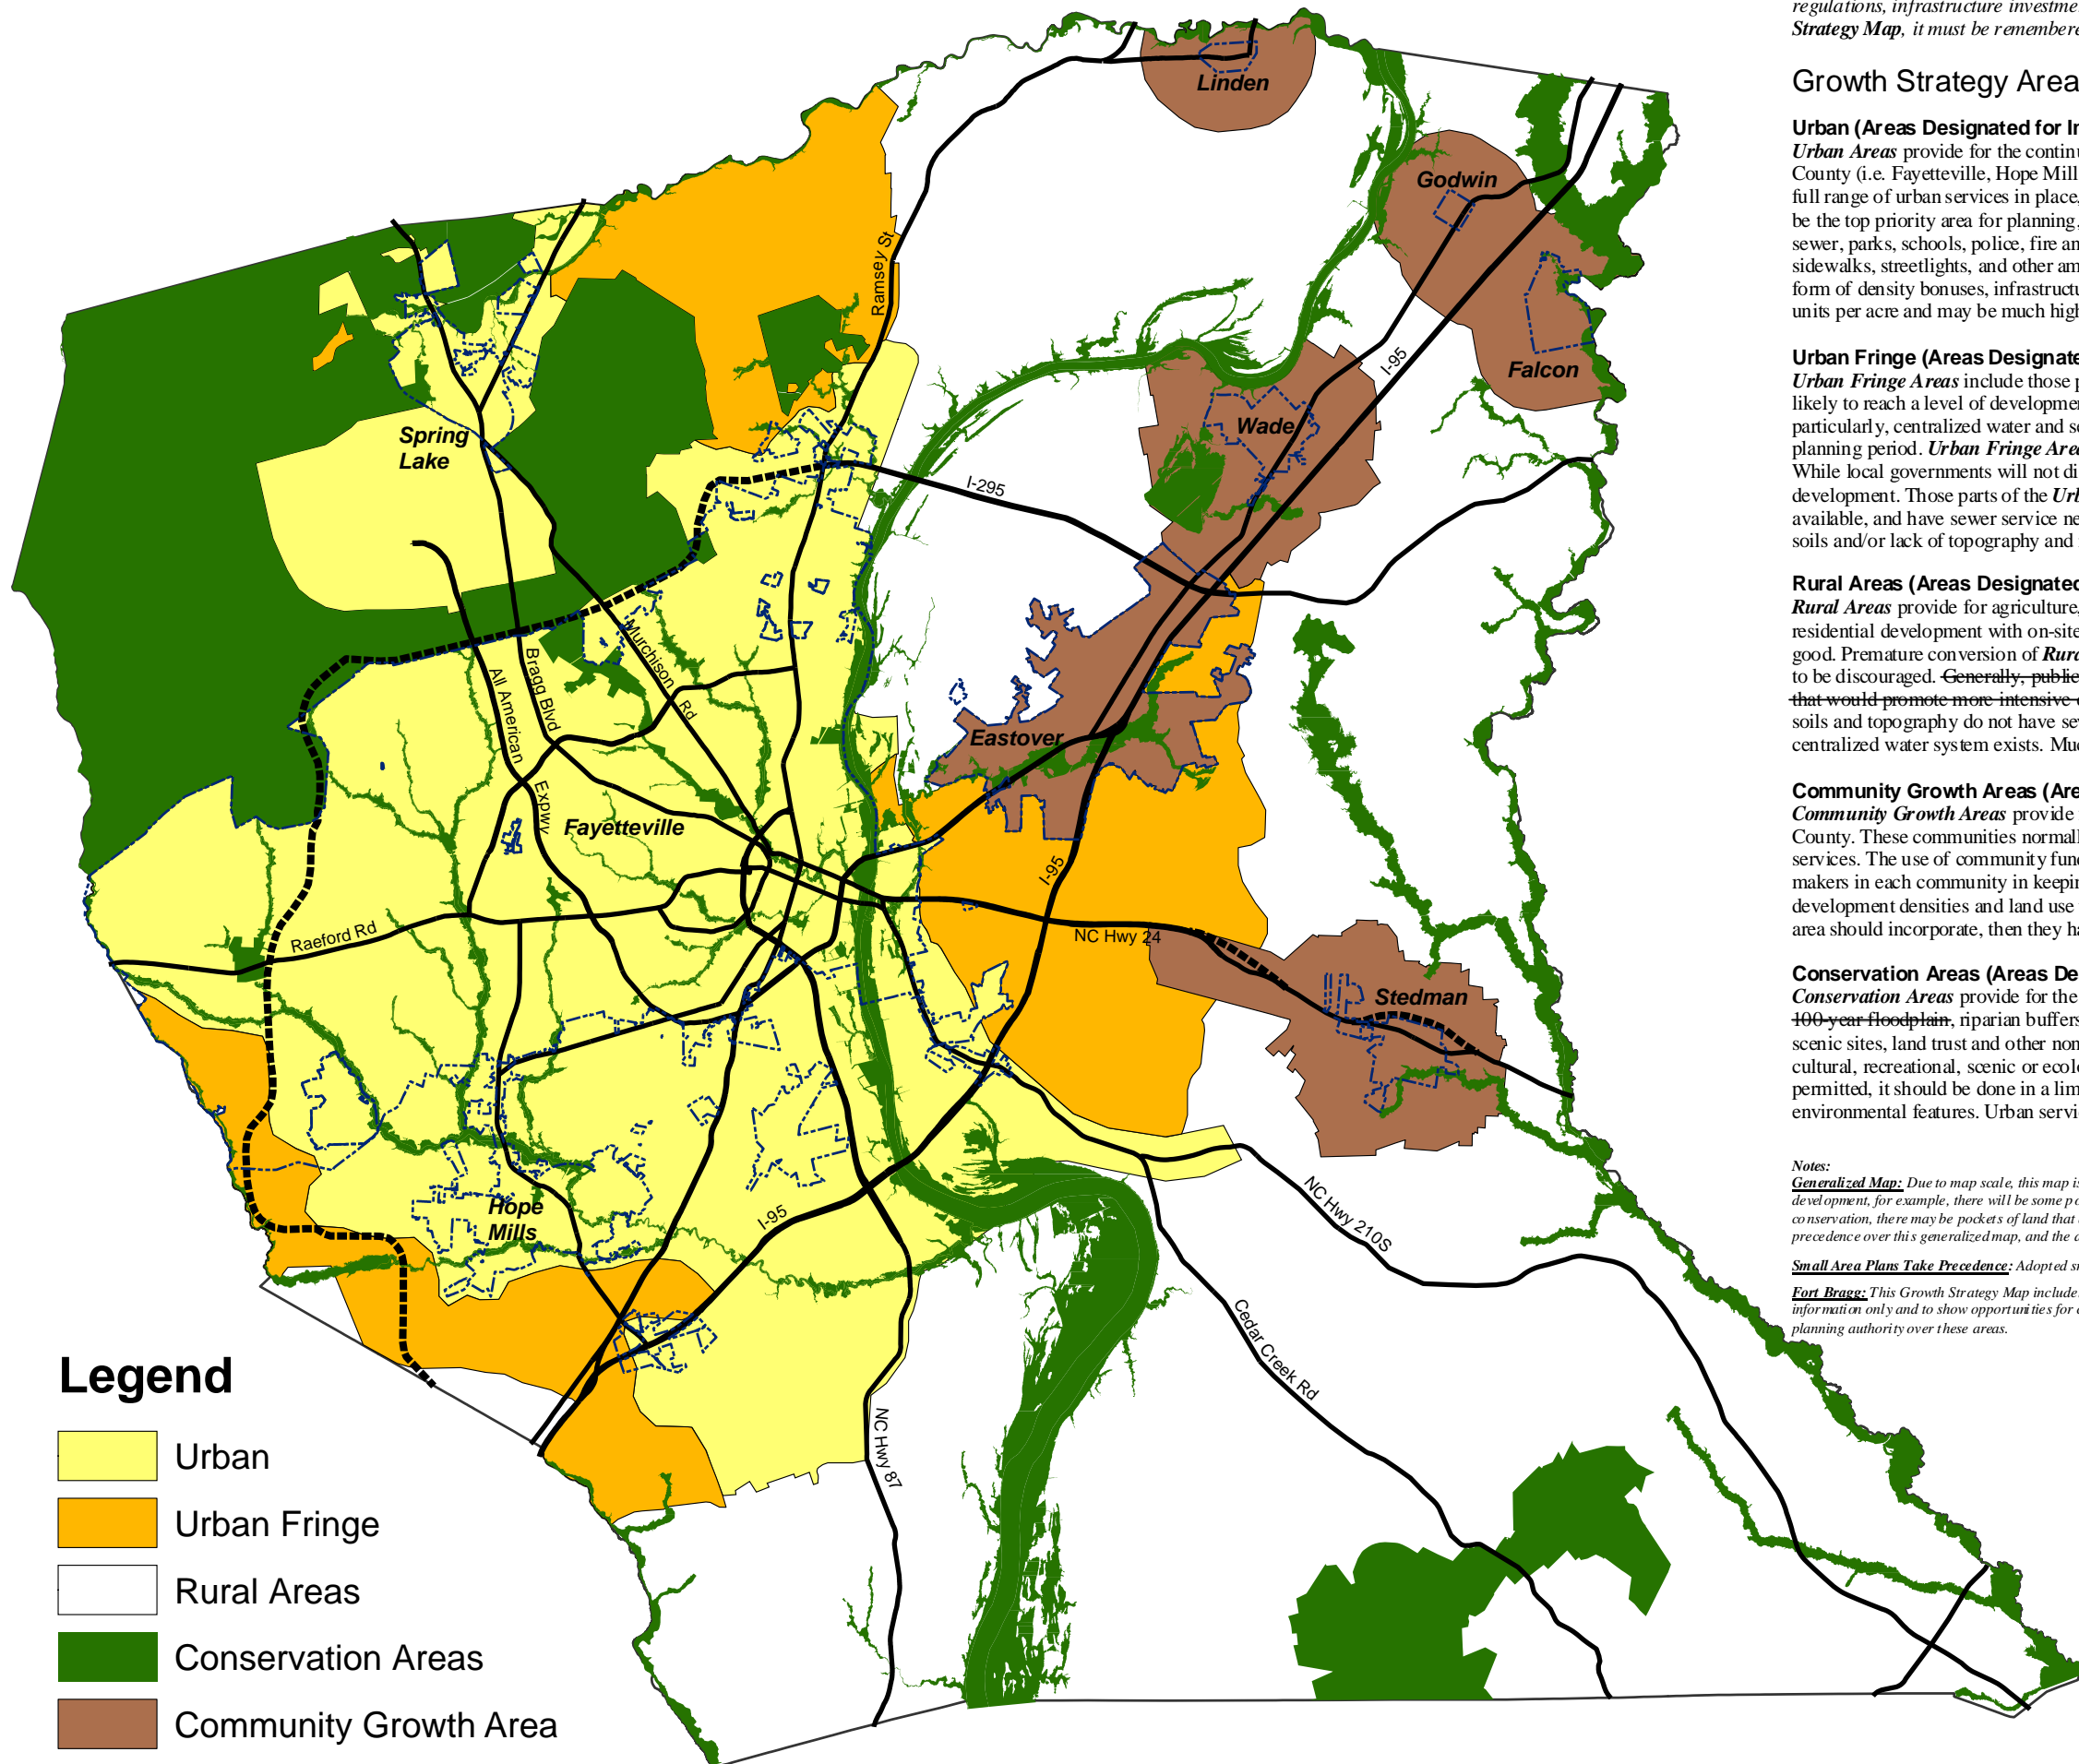 regulations, infrastructure investme
Strategy Map, it must be remembere
Growth Strategy Area
Urban (Areas Designated for In
Urban Areas provide for the continu
County (i.e. Fayetteville, Hope Mill
full range of urban services in place,
be the top priority area for planning,
sewer, parks, schools, police, fire an
sidewalks, streetlights, and other am
form of density bonuses, infrastructu
units per acre and may be much high
Urban Fringe (Areas Designate
Urban Fringe Areas include those p
likely to reach a level of developmen
particularly, centralized water and se
planning period. Urban Fringe Area
While local governments will not di
development. Those parts of the Urb
available, and have sewer service ne
soils and/or lack of topography and
Rural Areas (Areas Designated
Rural Areas provide for agriculture,
residential development with on-site
good. Premature conversion of Rura
to be discouraged. Generally, public
that would promote more intensive
soils and topography do not have sev
centralized water system exists. Muc
Community Growth Areas (Are
Community Growth Areas provide
County. These communities normall
services. The use of community fund
makers in each community in keepin
development densities and land use
area should incorporate, then they ha
Conservation Areas (Areas De
Conservation Areas provide for the
100-year floodplain, riparian buffers
scenic sites, land trust and other non
cultural, recreational, scenic or ecolo
permitted, it should be done in a lim
environmental features. Urban servi
Notes:
Generalized Map: Due to map scale, this map is
development, for example, there will be some po
conservation, there may be pockets of land that
precedence over this generalized map, and the a
Small Area Plans Take Precedence: Adopted sm
Fort Bragg: This Growth Strategy Map include
information only and to show opportunities for c
planning authority over these areas.
Linden
Godwin
Falcon
Wade
Spring
Lake
Eastover
Fayetteville
Stedman
Hope
Mills
Ramsey St
I-95
I-295
Murchison Rd
Bragg Blvd
All American Expwy
I-95
Raeford Rd
NC Hwy 24
I-95
NC Hwy 210S
Cedar Creek Rd
NC Hwy 87
Legend
Urban
Urban Fringe
Rural Areas
Conservation Areas
Community Growth Area